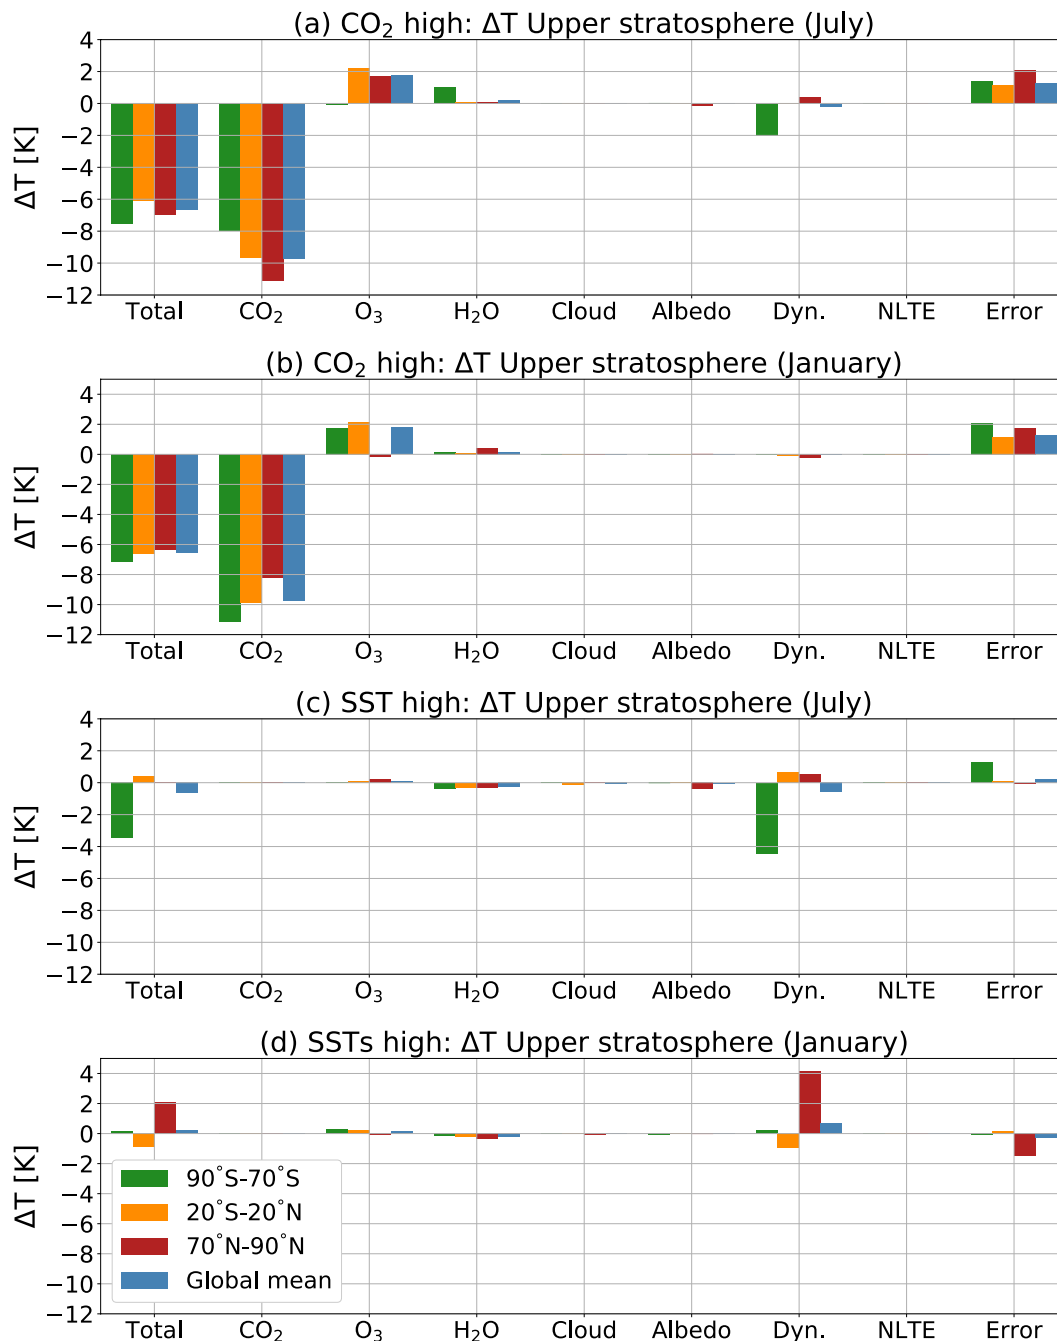 (a) CO₂ high: ΔT Upper stratosphere (July)
4
2
0
−2
−4
−6
−8
−10
−12
ΔT [K]
Total CO₂ O₃ H₂O Cloud Albedo Dyn. NLTE Error
(b) CO₂ high: ΔT Upper stratosphere (January)
4
2
0
−2
−4
−6
−8
−10
−12
ΔT [K]
Total CO₂ O₃ H₂O Cloud Albedo Dyn. NLTE Error
(c) SST high: ΔT Upper stratosphere (July)
4
2
0
−2
−4
−6
−8
−10
−12
ΔT [K]
Total CO₂ O₃ H₂O Cloud Albedo Dyn. NLTE Error
(d) SSTs high: ΔT Upper stratosphere (January)
4
2
0
−2
−4
−6
−8
−10
−12
ΔT [K]
90°S-70°S
20°S-20°N
70°N-90°N
Global mean
Total CO₂ O₃ H₂O Cloud Albedo Dyn. NLTE Error